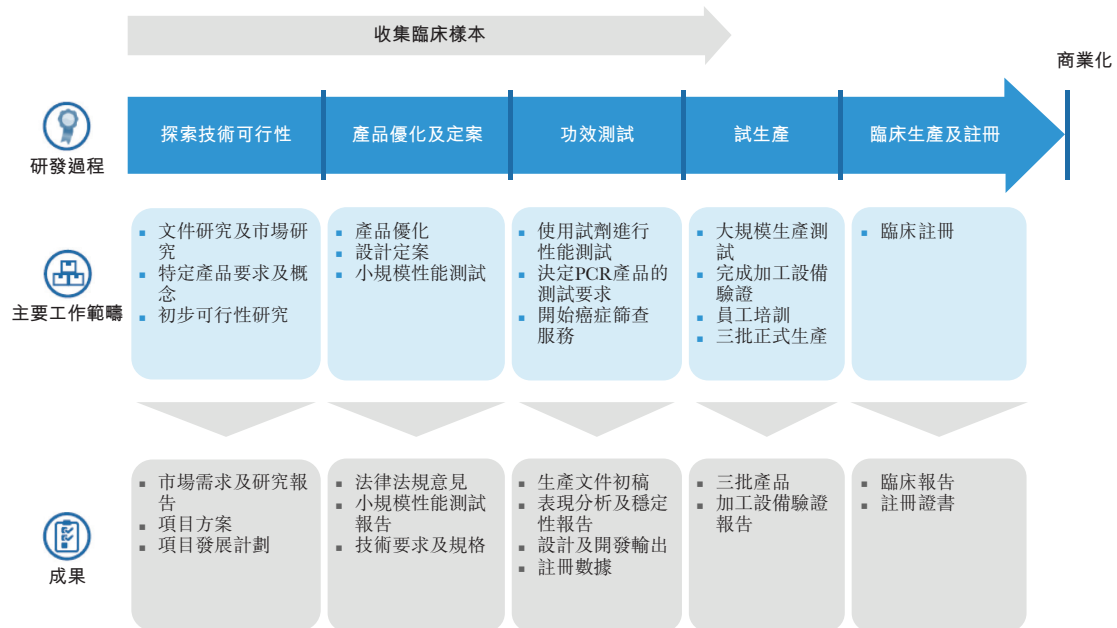 收集臨床樣本
商業化
研發過程
探索技術可行性
產品優化及定案
功效測試
試生產
臨床生產及註冊
主要工作範疇
▪ 文件研究及市場研
究
▪ 特定產品要求及概
念
▪ 初步可行性研究
▪ 產品優化
▪ 設計定案
▪ 小規模性能測試
▪ 使用試劑進行
性能測試
▪ 決定PCR產品的
測試要求
▪ 開始癌症篩查
服務
▪ 大規模生產測
試
▪ 完成加工設備
驗證
▪ 員工培訓
▪ 三批正式生產
▪ 臨床註冊
成果
▪ 市場需求及研究報
告
▪ 項目方案
▪ 項目發展計劃
▪ 法律法規意見
▪ 小規模性能測試
報告
▪ 技術要求及規格
▪ 生產文件初稿
▪ 表現分析及穩定
性報告
▪ 設計及開發輸出
▪ 註冊數據
▪ 三批產品
▪ 加工設備驗證
報告
▪ 臨床報告
▪ 註冊證書